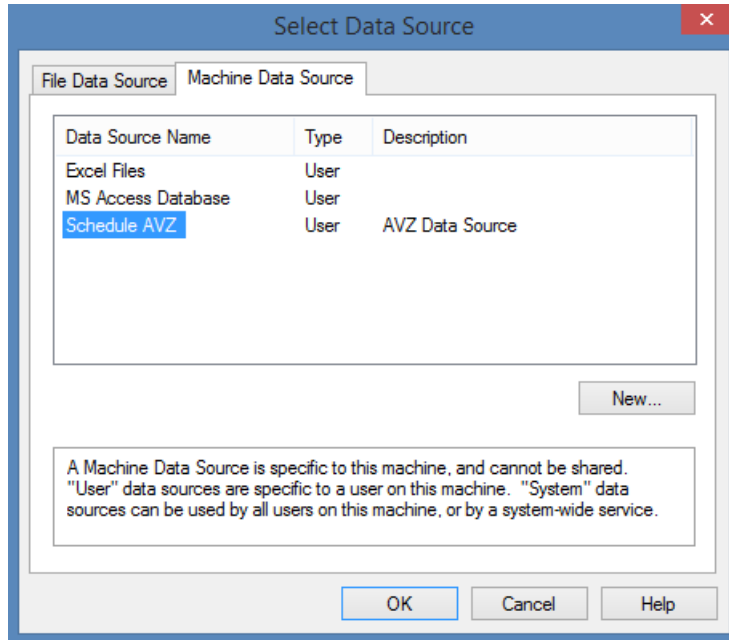 Select Data Source
File Data Source Machine Data Source
Data Source Name Type Description
Excel Files User
MS Access Database User
Schedule AVZ User AVZ Data Source
New...
A Machine Data Source is specific to this machine, and cannot be shared.
"User" data sources are specific to a user on this machine. "System" data
sources can be used by all users on this machine, or by a system-wide service.
OK Cancel Help